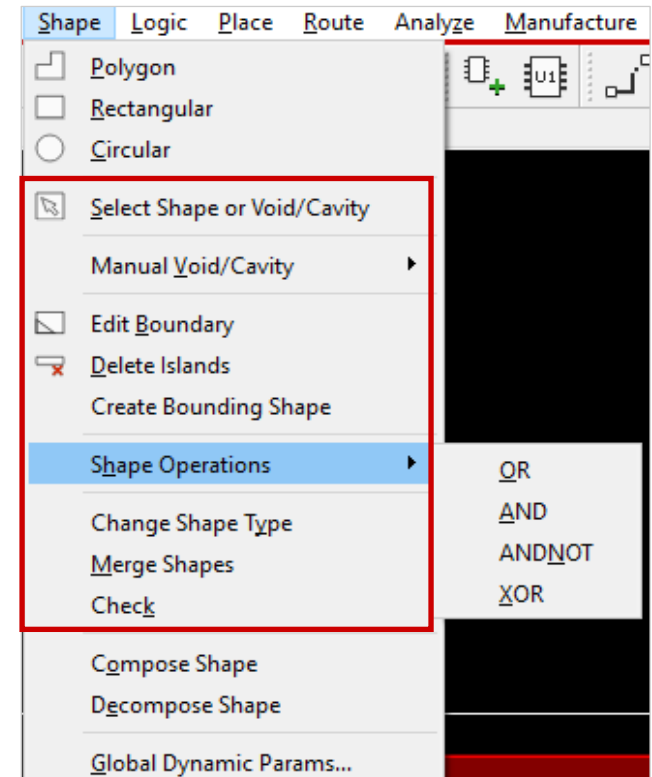 Shape Logic Place Route Analyze Manufacture
Polygon
U1
Rectangular
Circular
Select Shape or Void/Cavity
Manual Void/Cavity
Edit Boundary
Delete Islands
Create Bounding Shape
Shape Operations
OR
AND
ANDNOT
XOR
Change Shape Type
Merge Shapes
Check
Compose Shape
Decompose Shape
Global Dynamic Params...